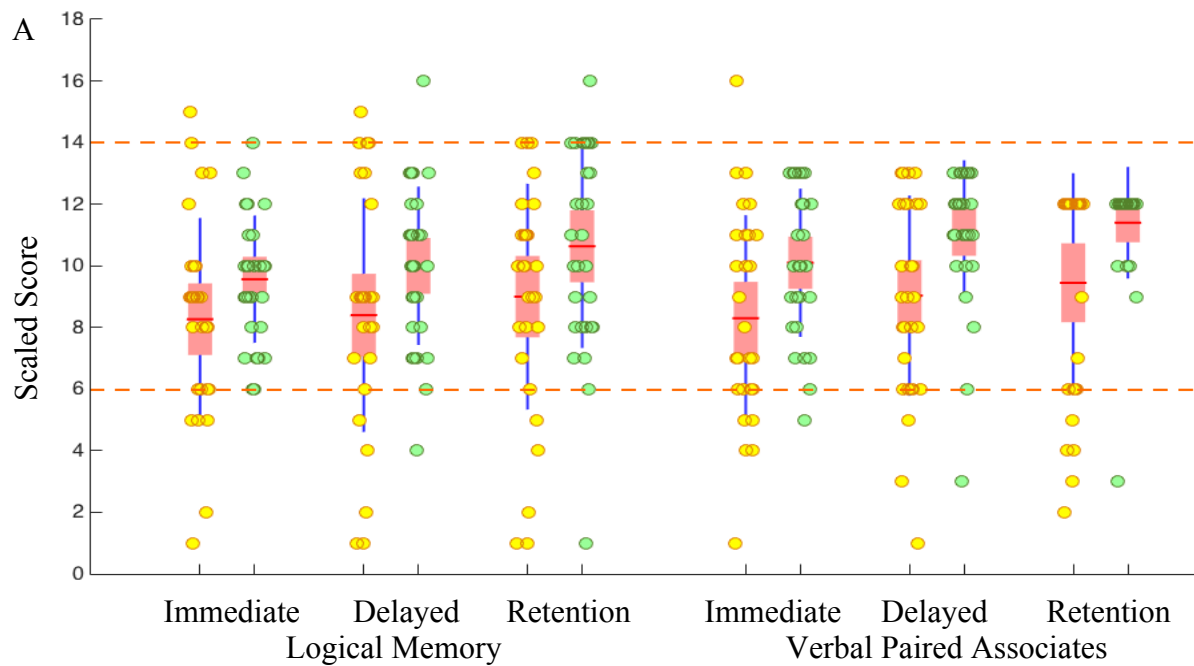 A
Scaled Score
18
16
14
12
10
8
6
4
2
0
Immediate Delayed Retention Immediate Delayed Retention
Logical Memory Verbal Paired Associates